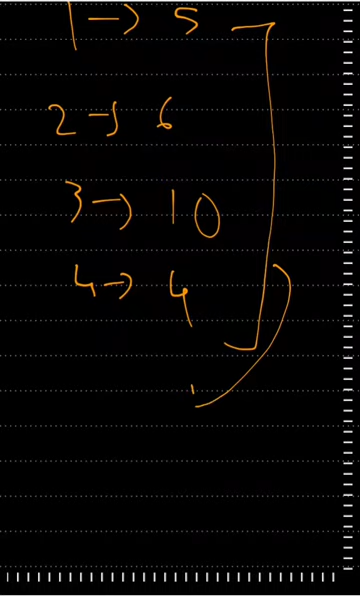 1 → 5
2 → 6
3 → 10
4 → 4